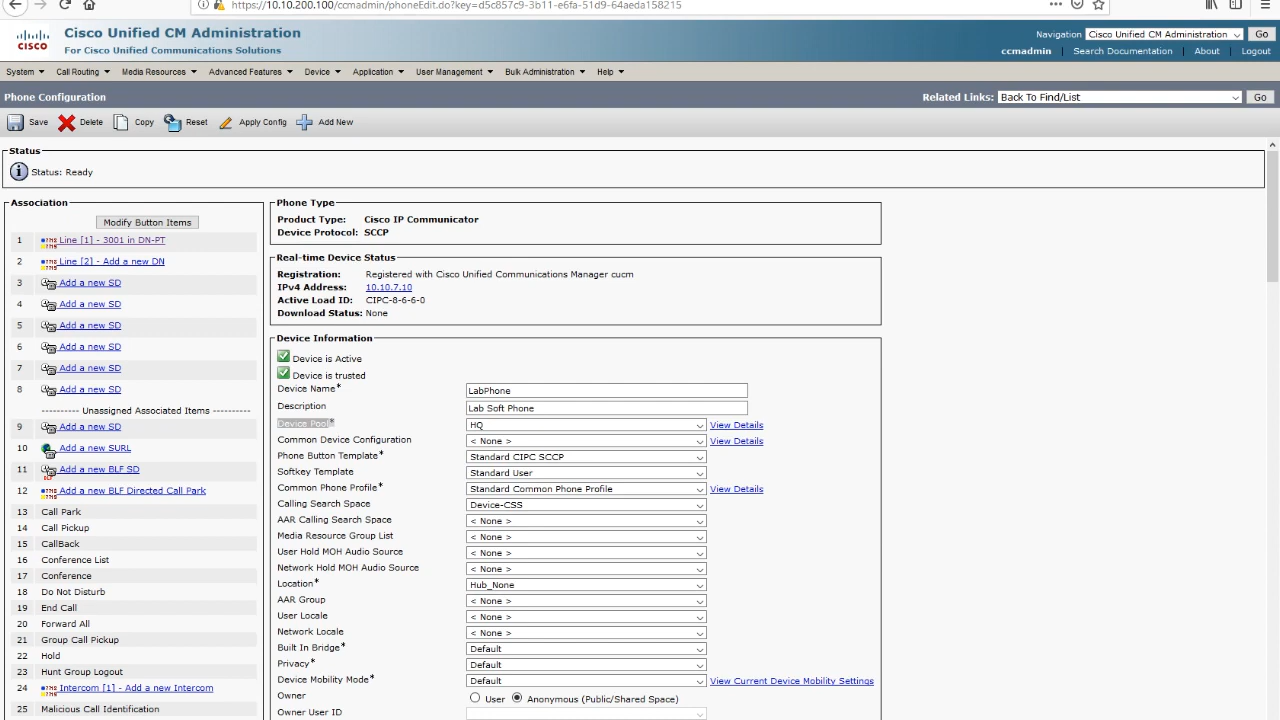 https://10.10.200.100/ccmadmin/phoneEdit.do?key=d5c857c9-3b11-e6fa-51d9-64aeda158215
CISCO
Cisco Unified CM Administration
For Cisco Unified Communications Solutions
Navigation Cisco Unified CM Administration Go
ccmadmin | Search Documentation | About | Logout
System Call Routing Media Resources Advanced Features Device Application User Management Bulk Administration Help
Phone Configuration
Related Links: Back To Find/List Go
Save Delete Copy Reset Apply Config Add New
Status
Status: Ready
Association
Modify Button Items
1 Line [1] - 3001 in DN-PT
2 Line [2] - Add a new DN
3 Add a new SD
4 Add a new SD
5 Add a new SD
6 Add a new SD
7 Add a new SD
8 Add a new SD
---------- Unassigned Associated Items ----------
9 Add a new SD
10 Add a new SURL
11 Add a new BLF SD
12 Add a new BLF Directed Call Park
13 Call Park
14 Call Pickup
15 CallBack
16 Conference List
17 Conference
18 Do Not Disturb
19 End Call
20 Forward All
21 Group Call Pickup
22 Hold
23 Hunt Group Logout
24 Intercom [1] - Add a new Intercom
25 Malicious Call Identification
Phone Type
Product Type: Cisco IP Communicator
Device Protocol: SCCP
Real-time Device Status
Registration: Registered with Cisco Unified Communications Manager cucm
IPv4 Address: 10.10.7.10
Active Load ID: CIPC-8-6-6-0
Download Status: None
Device Information
Device is Active
Device is trusted
Device Name* LabPhone
Description Lab Soft Phone
Device Pool* HQ View Details
Common Device Configuration < None > View Details
Phone Button Template* Standard CIPC SCCP
Softkey Template Standard User
Common Phone Profile* Standard Common Phone Profile View Details
Calling Search Space Device-CSS
AAR Calling Search Space < None >
Media Resource Group List < None >
User Hold MOH Audio Source < None >
Network Hold MOH Audio Source < None >
Location* Hub_None
AAR Group < None >
User Locale < None >
Network Locale < None >
Built In Bridge* Default
Privacy* Default
Device Mobility Mode* Default View Current Device Mobility Settings
Owner User Anonymous (Public/Shared Space)
Owner User ID